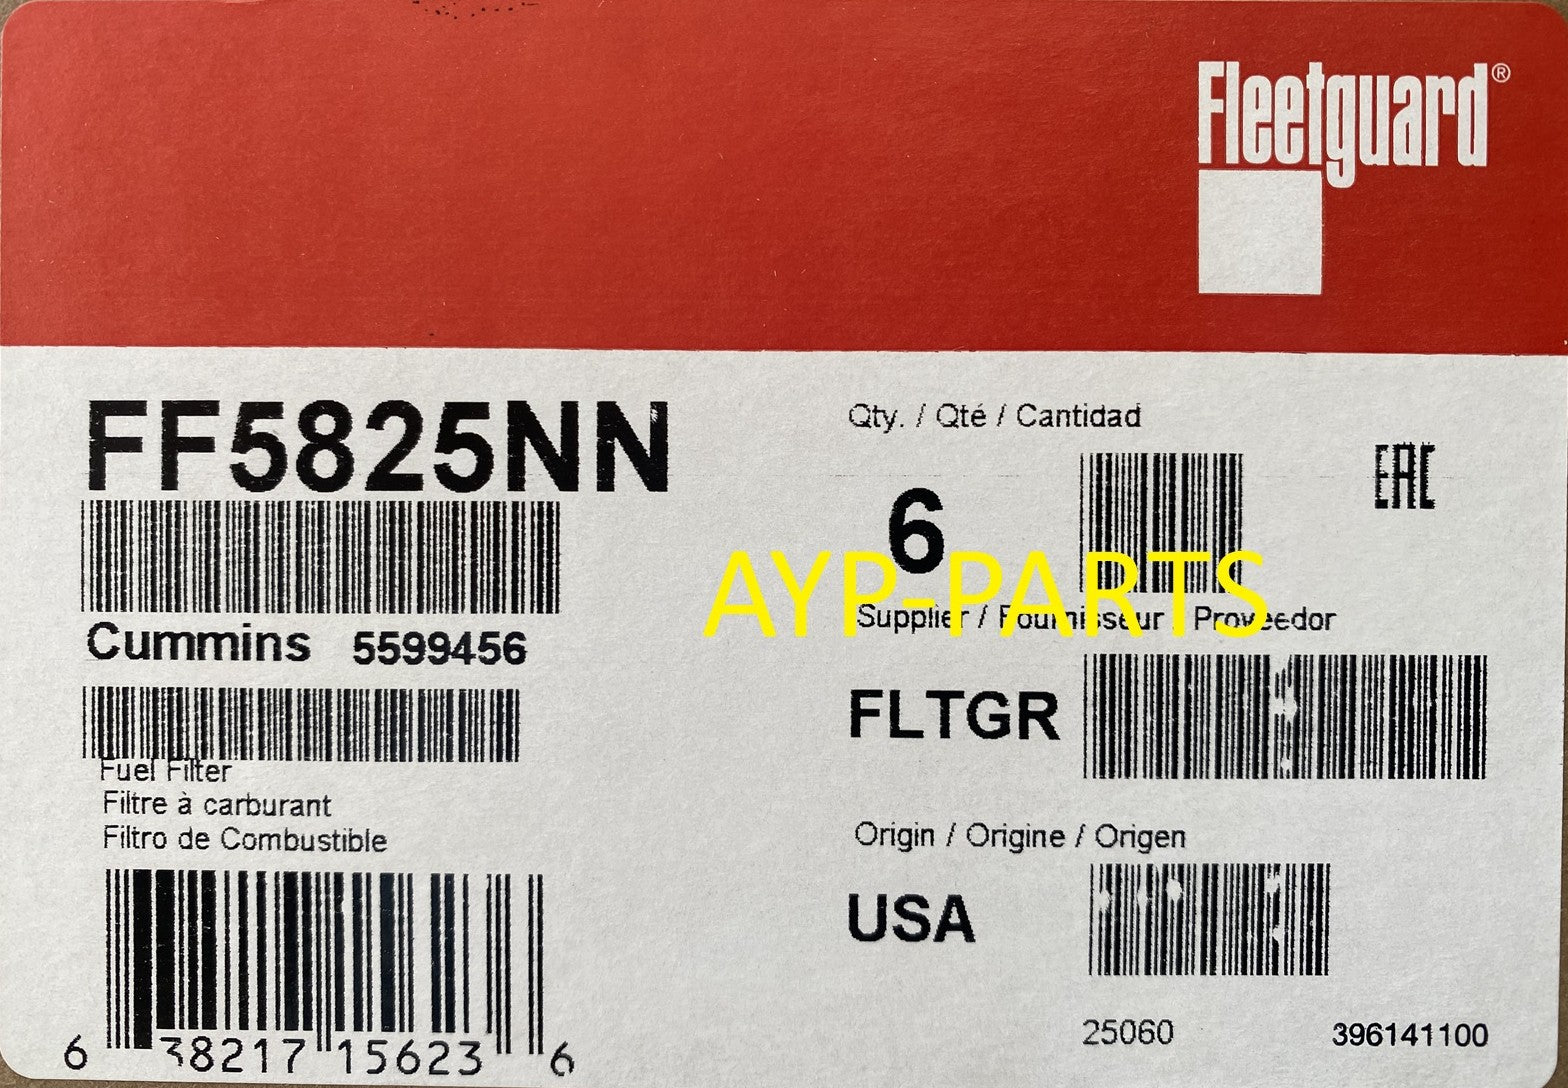 Fleetguard®
FF5825NN
Cummins 5599456
Fuel Filter
Filtre à carburant
Filtro de Combustible
6 38217 15623 6
Qty. / Qté / Cantidad
6
EAC
AYP-PARTS
Supplier / Fournisseur / Proveedor
FLTGR
Origin / Origine / Origen
USA
25060 396141100